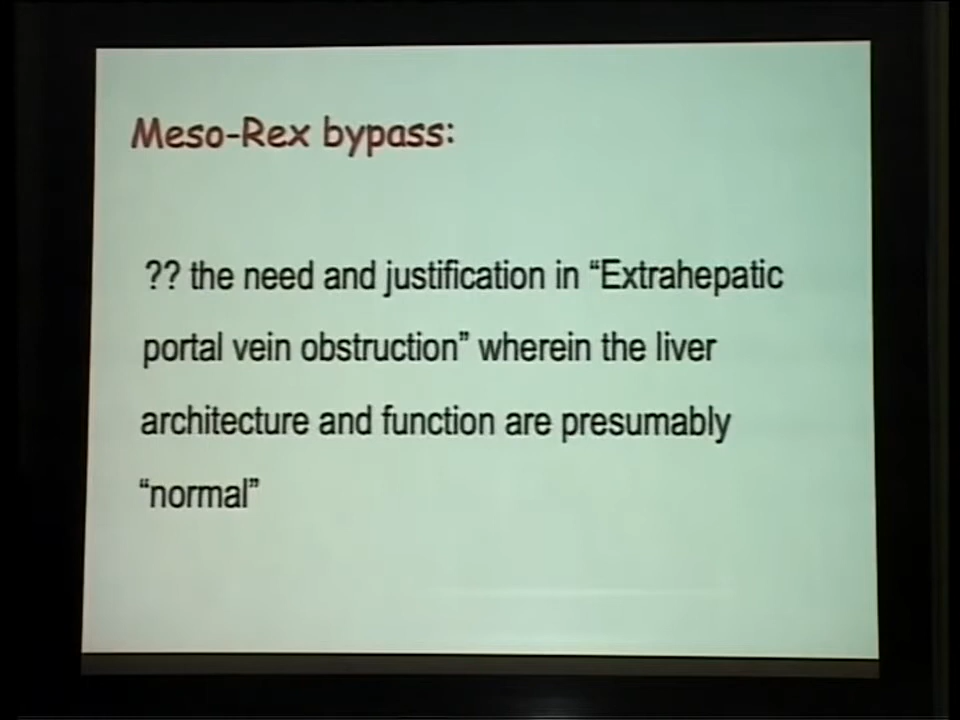 Meso-Rex bypass:
?? the need and justification in “Extrahepatic
portal vein obstruction” wherein the liver
architecture and function are presumably
“normal”